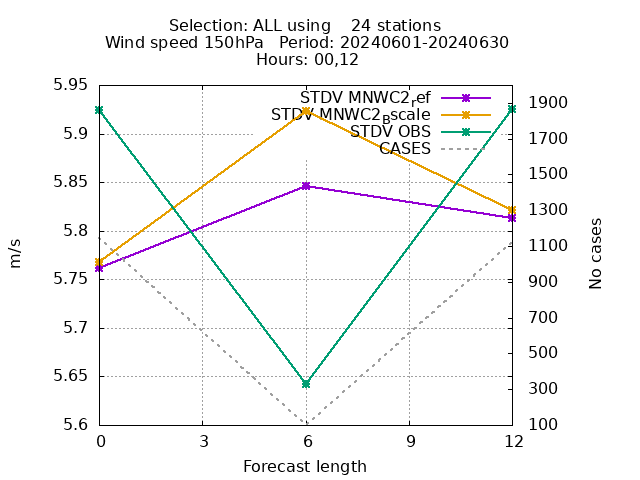 Selection: ALL using 24 stations
Wind speed 150hPa Period: 20240601-20240630
Hours: 00,12
STDV MNWC2ref
STDV MNWC2Bscale
STDV OBS
CASES
5.95
5.9
5.85
5.8
5.75
5.7
5.65
5.6
1900
1700
1500
1300
1100
900
700
500
300
100
m/s
No cases
0 3 6 9 12
Forecast length